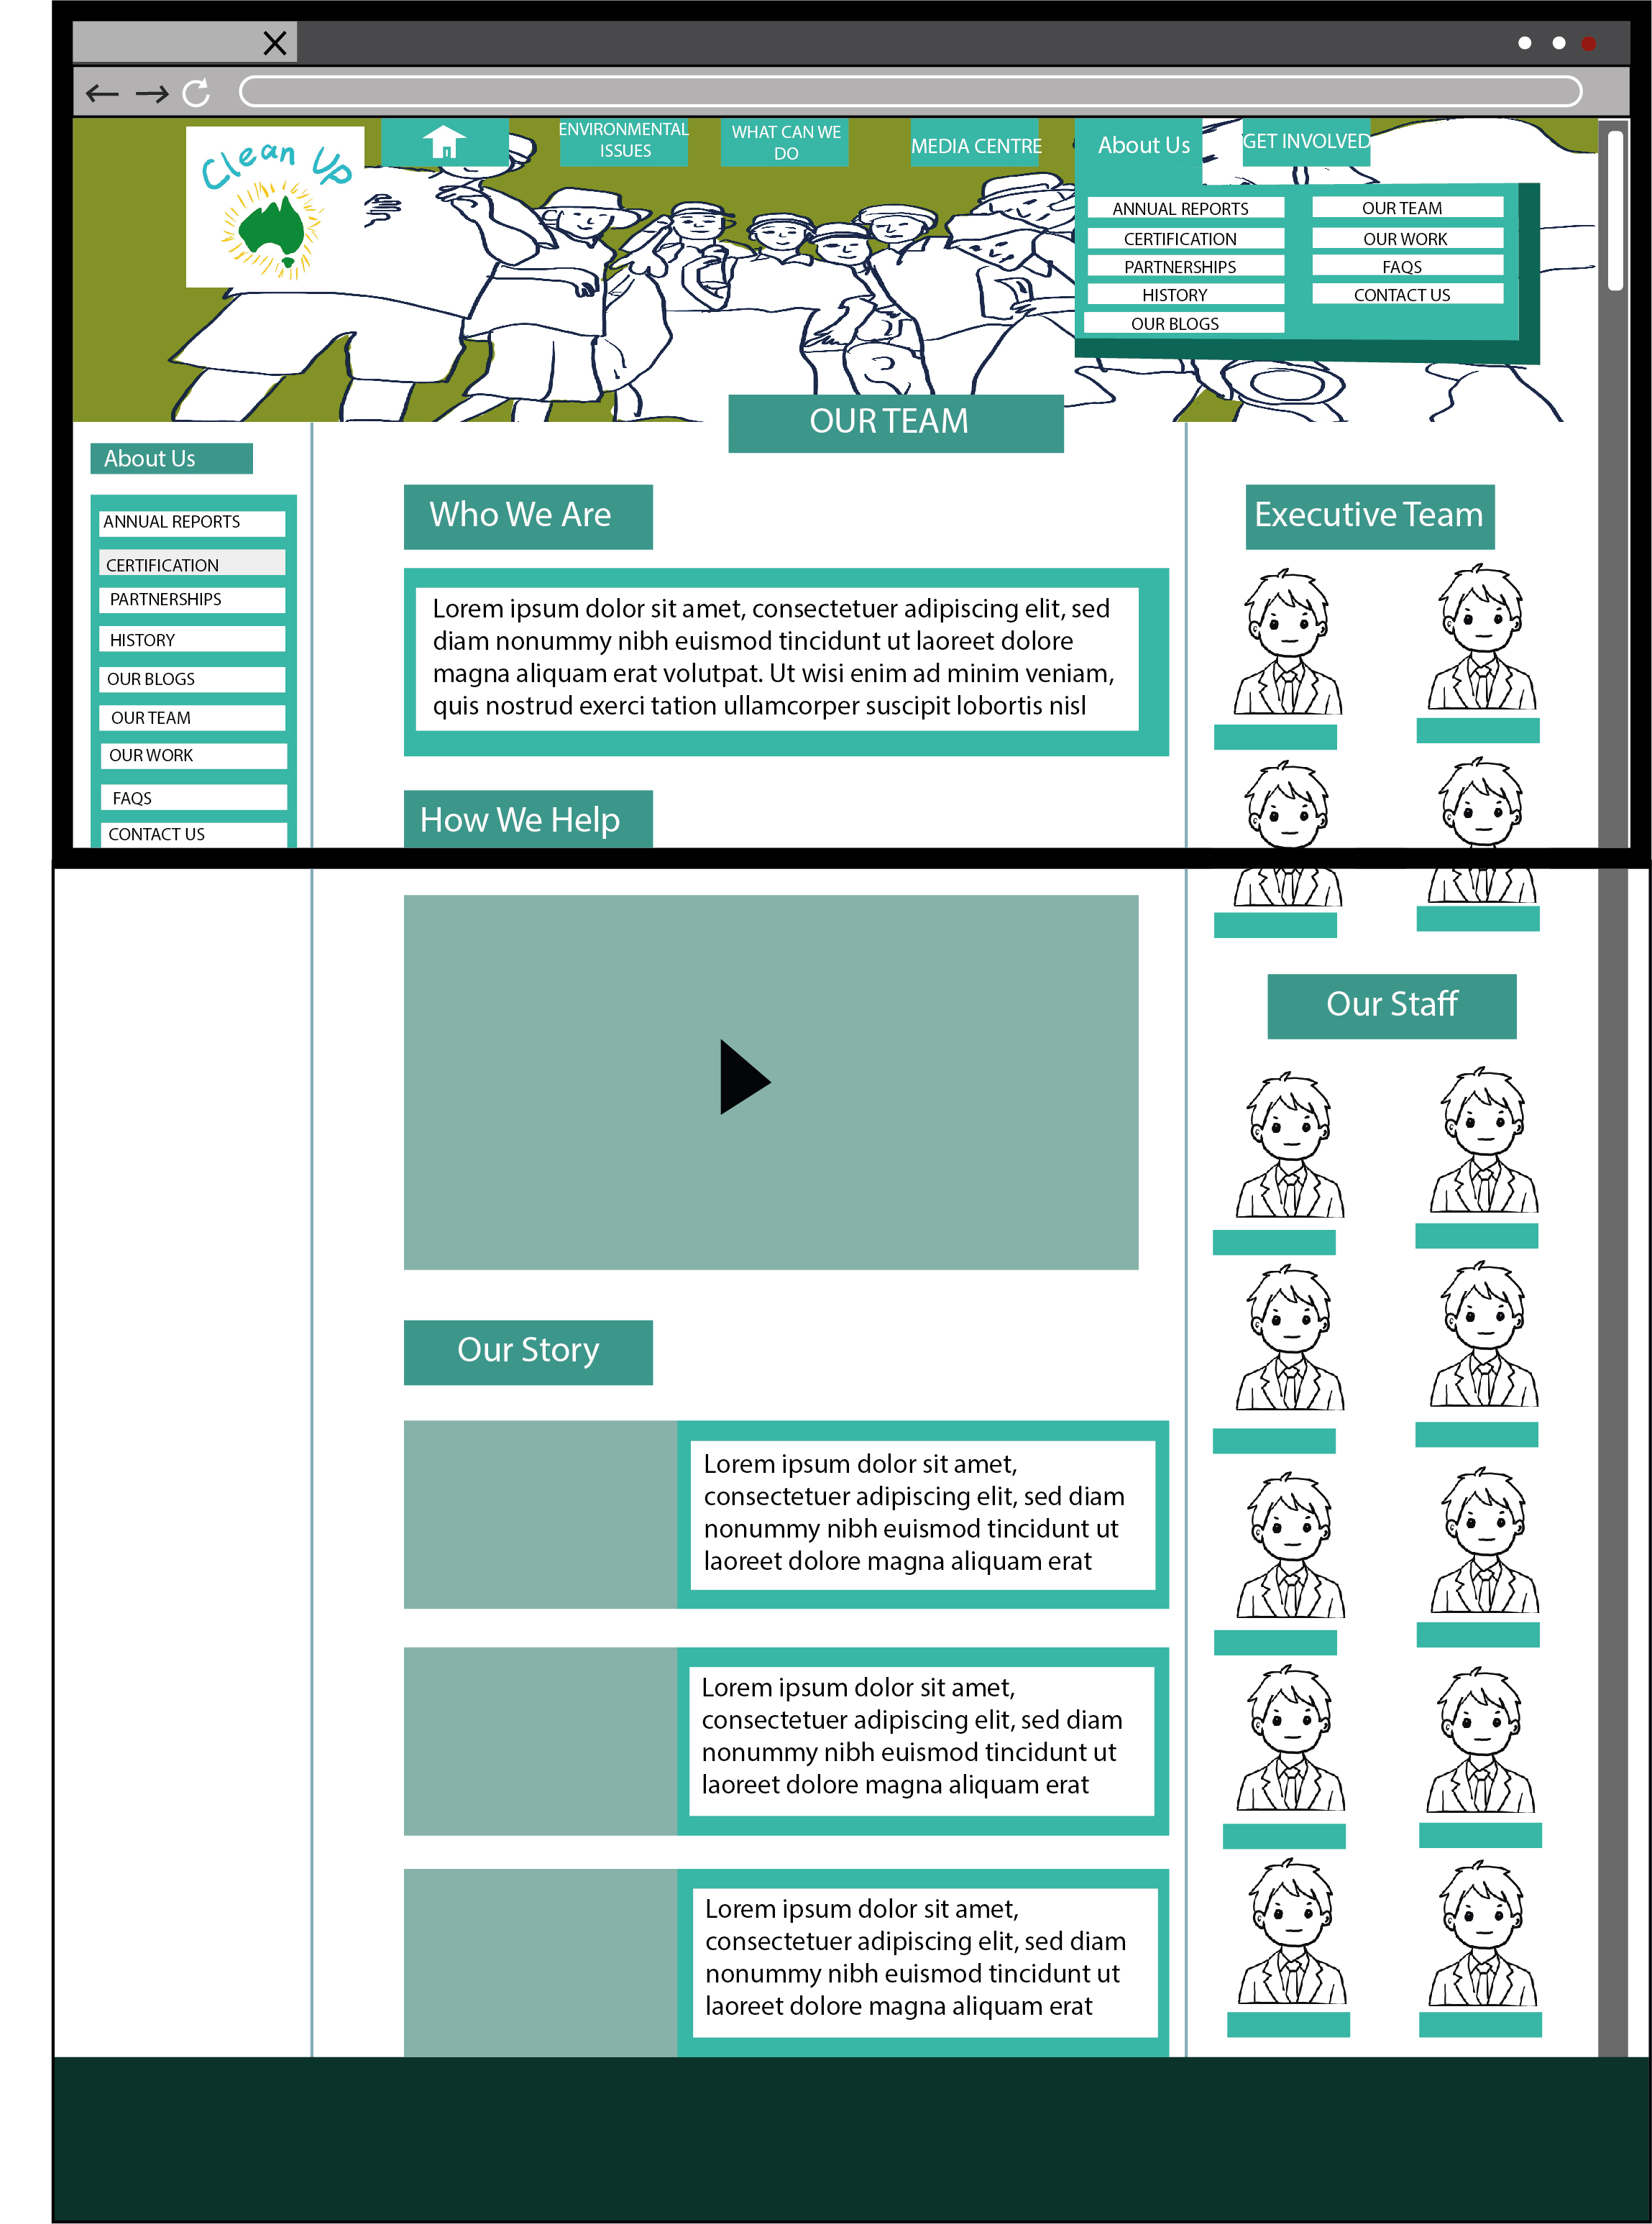 Clean UP
ENVIRONMENTAL
ISSUES
WHAT CAN WE
DO
MEDIA CENTRE
About Us
GET INVOLVED
ANNUAL REPORTS
OUR TEAM
CERTIFICATION
OUR WORK
PARTNERSHIPS
FAQS
HISTORY
CONTACT US
OUR BLOGS
OUR TEAM
About Us
ANNUAL REPORTS
CERTIFICATION
PARTNERSHIPS
HISTORY
OUR BLOGS
OUR TEAM
OUR WORK
FAQS
CONTACT US
Who We Are
Lorem ipsum dolor sit amet, consectetuer adipiscing elit, sed
diam nonummy nibh euismod tincidunt ut laoreet dolore
magna aliquam erat volutpat. Ut wisi enim ad minim veniam,
quis nostrud exerci tation ullamcorper suscipit lobortis nisl
How We Help
Our Story
Lorem ipsum dolor sit amet,
consectetuer adipiscing elit, sed diam
nonummy nibh euismod tincidunt ut
laoreet dolore magna aliquam erat
Lorem ipsum dolor sit amet,
consectetuer adipiscing elit, sed diam
nonummy nibh euismod tincidunt ut
laoreet dolore magna aliquam erat
Lorem ipsum dolor sit amet,
consectetuer adipiscing elit, sed diam
nonummy nibh euismod tincidunt ut
laoreet dolore magna aliquam erat
Executive Team
Our Staff